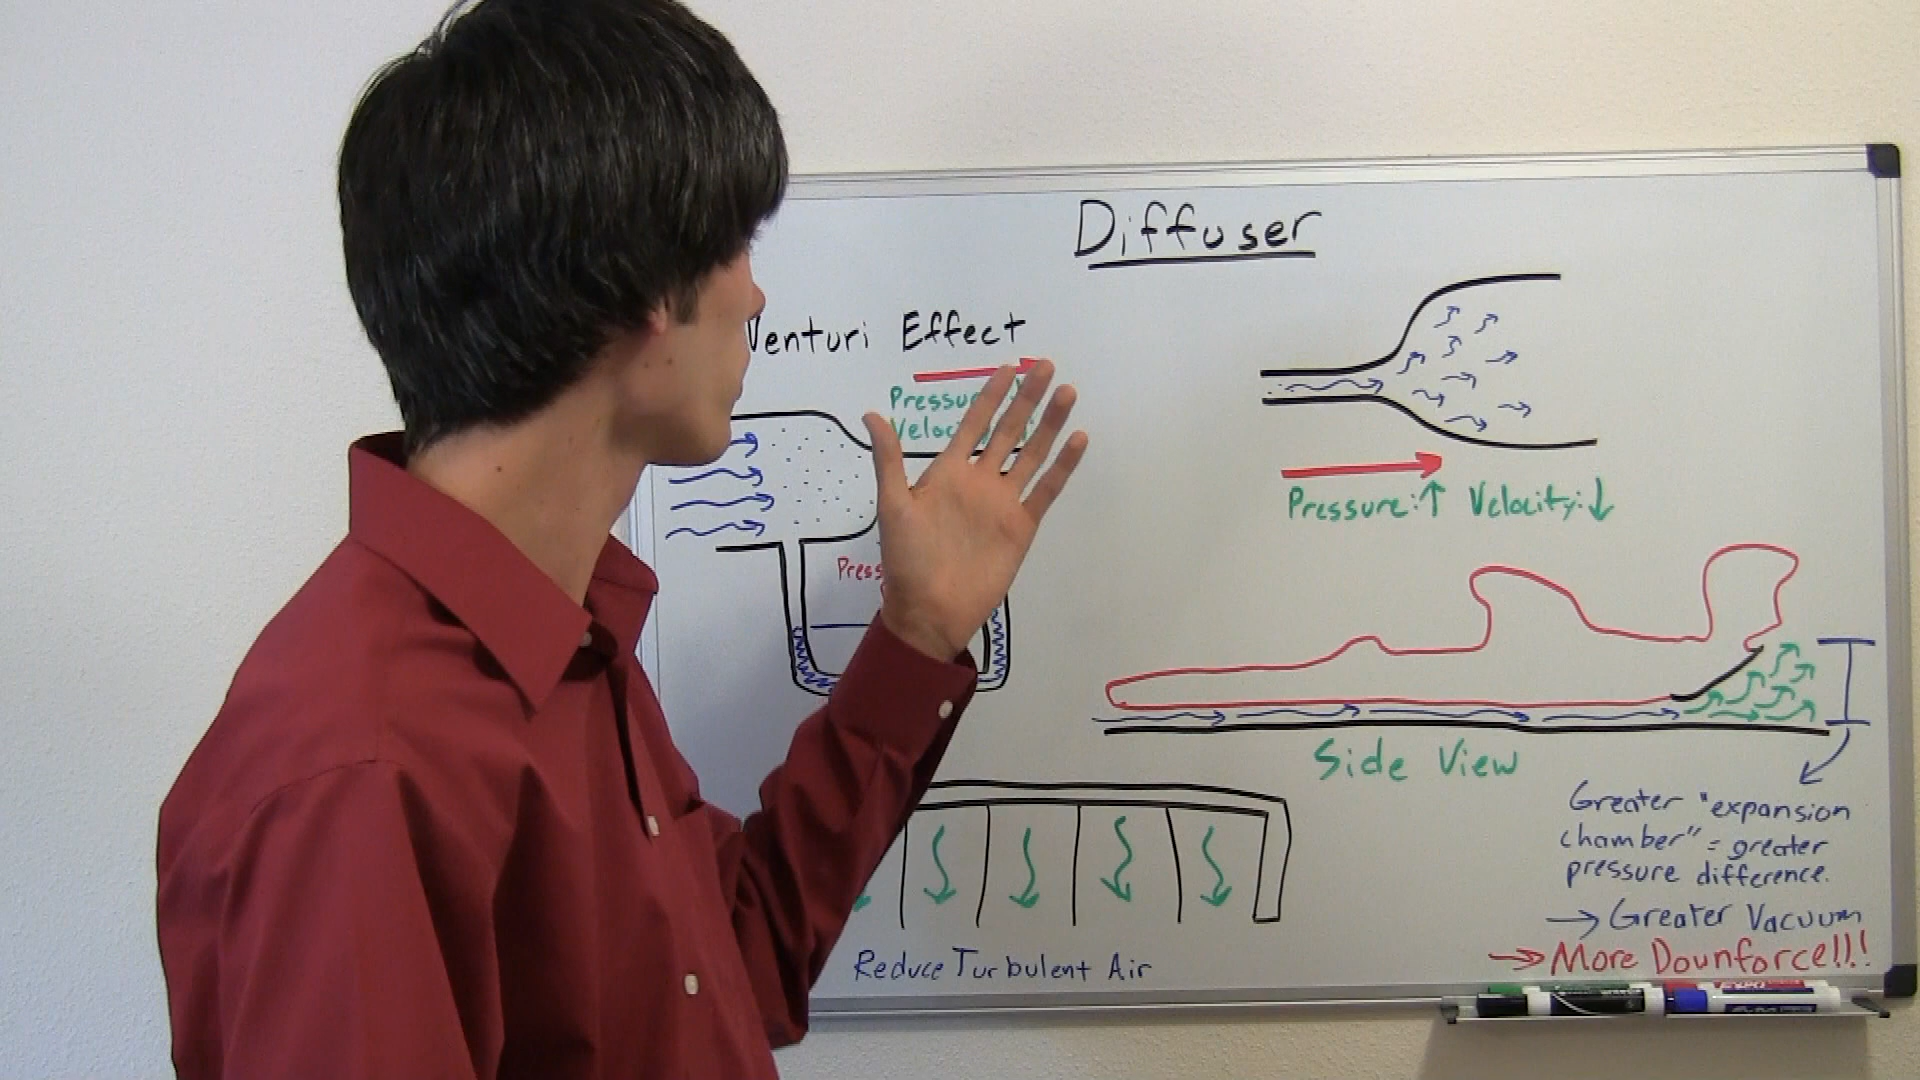 Diffuser
Venturi Effect
Pressure:↑ Velocity:↓
Side View
Greater "expansion
chamber" = greater
pressure difference.
→ Greater Vacuum
→ More Downforce!!!
Reduce Turbulent Air